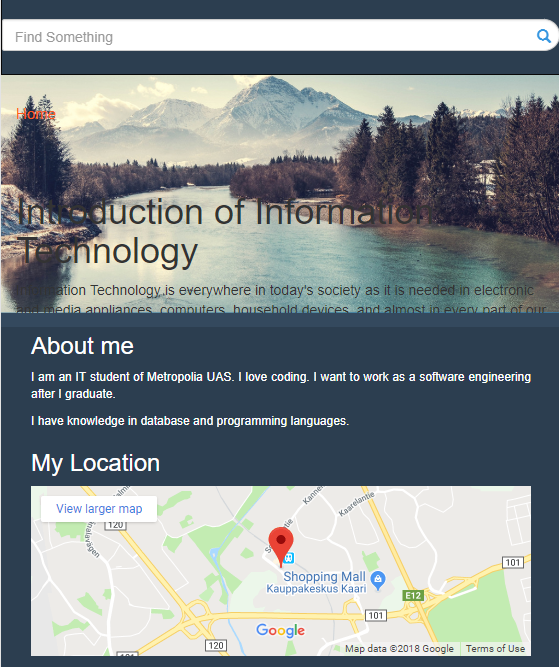 Find Something
Home
Introduction of Information
Technology
Information Technology is everywhere in today's society as it is needed in electronic
and media appliances, computers, household devices, and almost in every part of our
About me
I am an IT student of Metropolia UAS. I love coding. I want to work as a software engineering
after I graduate.
I have knowledge in database and programming languages.
My Location
View larger map
120
Kaarelantie
101
Shopping Mall
Kauppakeskus Kaari
E12
101
120
Google
Map data ©2018 Google
Terms of Use